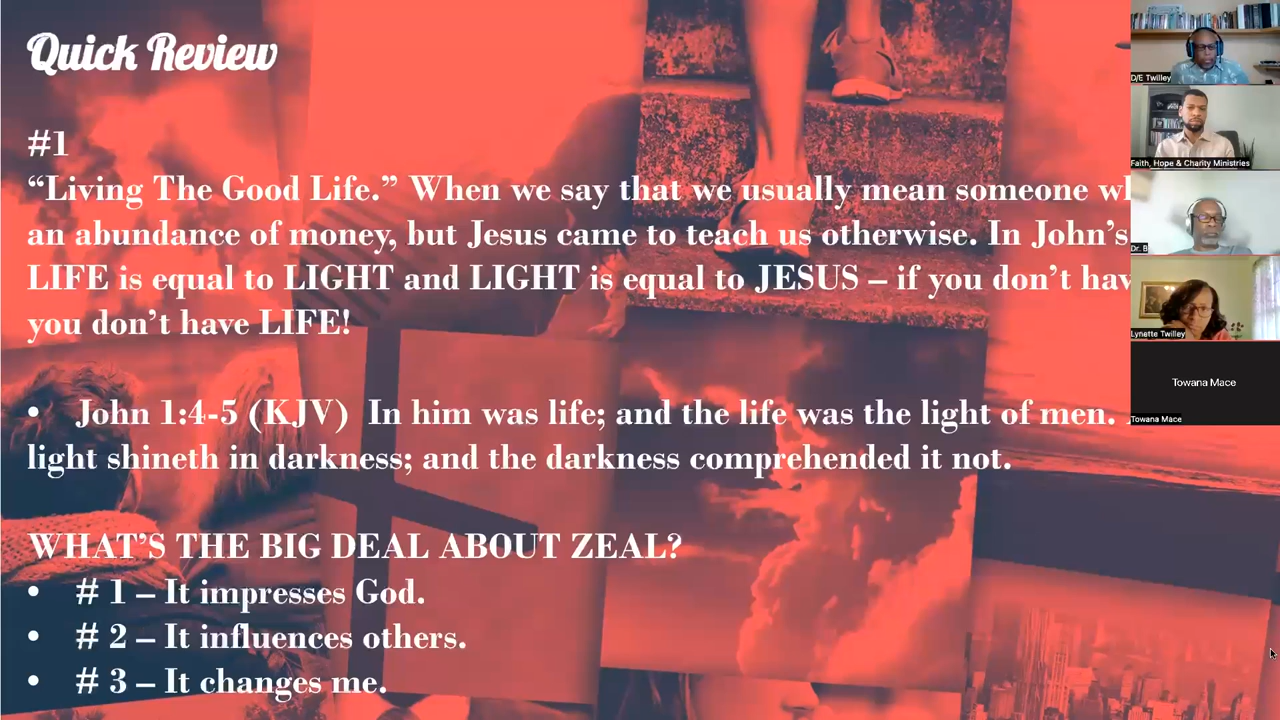 Quick Review
#1
“Living The Good Life.” When we say that we usually mean someone
an abundance of money, but Jesus came to teach us otherwise. In John’s
LIFE is equal to LIGHT and LIGHT is equal to JESUS – if you don’t
you don’t have LIFE!
• John 1:4-5 (KJV) In him was life; and the life was the light of men.
light shineth in darkness; and the darkness comprehended it not.
WHAT’S THE BIG DEAL ABOUT ZEAL?
• # 1 – It impresses God.
• # 2 – It influences others.
• # 3 – It changes me.
D/E Twilley
Faith, Hope & Charity Ministries
Dr. B
Lynette Twilley
Towana Mace
Towana Mace